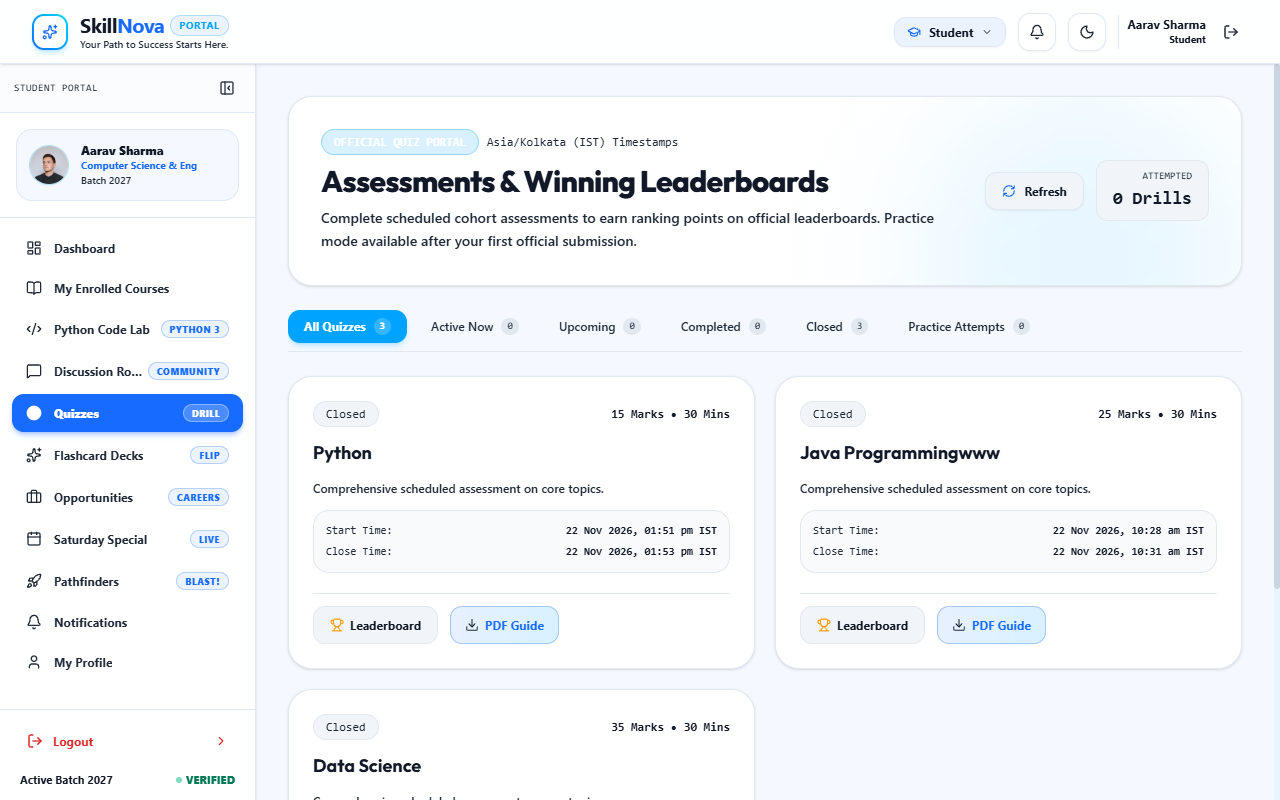 SkillNova PORTAL
Your Path to Success Starts Here.
Student
Aarav Sharma
Student
STUDENT PORTAL
Aarav Sharma
Computer Science & Eng
Batch 2027
Dashboard
My Enrolled Courses
Python Code Lab PYTHON 3
Discussion Ro... COMMUNITY
Quizzes DRILL
Flashcard Decks FLIP
Opportunities CAREERS
Saturday Special LIVE
Pathfinders BLAST!
Notifications
My Profile
Logout
Active Batch 2027 VERIFIED
OFFICIAL QUIZ PORTAL Asia/Kolkata (IST) Timestamps
Assessments & Winning Leaderboards
Complete scheduled cohort assessments to earn ranking points on official leaderboards. Practice
mode available after your first official submission.
Refresh
ATTEMPTED
0 Drills
All Quizzes 3 Active Now 0 Upcoming 0 Completed 0 Closed 3 Practice Attempts 0
Closed 15 Marks • 30 Mins
Python
Comprehensive scheduled assessment on core topics.
Start Time: 22 Nov 2026, 01:51 pm IST
Close Time: 22 Nov 2026, 01:53 pm IST
Leaderboard PDF Guide
Closed 25 Marks • 30 Mins
Java Programmingwww
Comprehensive scheduled assessment on core topics.
Start Time: 22 Nov 2026, 10:28 am IST
Close Time: 22 Nov 2026, 10:31 am IST
Leaderboard PDF Guide
Closed 35 Marks • 30 Mins
Data Science